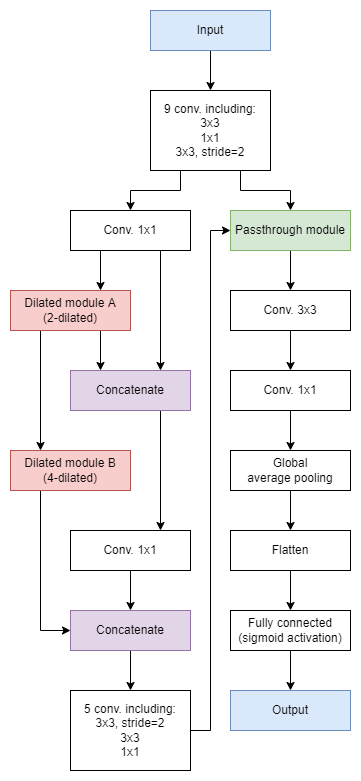 Input
9 conv. including:
3x3
1x1
3x3, stride=2
Conv. 1x1
Passthrough module
Dilated module A
(2-dilated)
Conv. 3x3
Concatenate
Conv. 1x1
Dilated module B
(4-dilated)
Global
average pooling
Conv. 1x1
Flatten
Concatenate
Fully connected
(sigmoid activation)
5 conv. including:
3x3, stride=2
3x3
1x1
Output